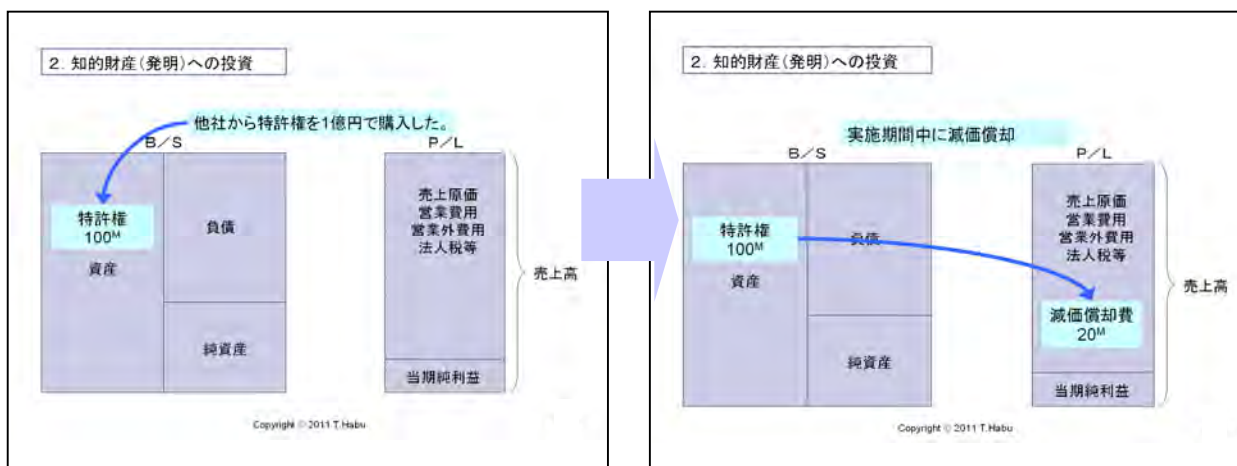 2. 知的財産(発明)への投資
他社から特許権を1億円で購入した。
B/S
P/L
特許権
100M
資産
負債
純資産
売上原価
営業費用
営業外費用
法人税等
当期純利益
売上高
Copyright © 2011 T.Habu
2. 知的財産(発明)への投資
実施期間中に減価償却
B/S
P/L
特許権
100M
資産
負債
純資産
売上原価
営業費用
営業外費用
法人税等
減価償却費
20M
当期純利益
売上高
Copyright © 2011 T.Habu